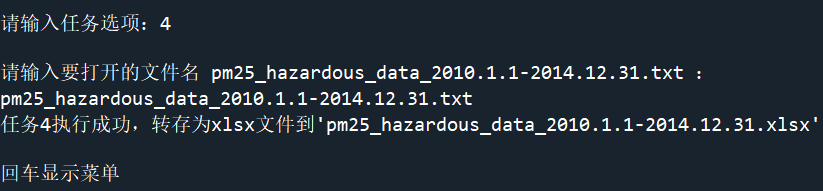 请输入任务选项：4
请输入要打开的文件名 pm25_hazardous_data_2010.1.1-2014.12.31.txt ：
pm25_hazardous_data_2010.1.1-2014.12.31.txt
任务4执行成功，转存为xlsx文件到'pm25_hazardous_data_2010.1.1-2014.12.31.xlsx'
回车显示菜单